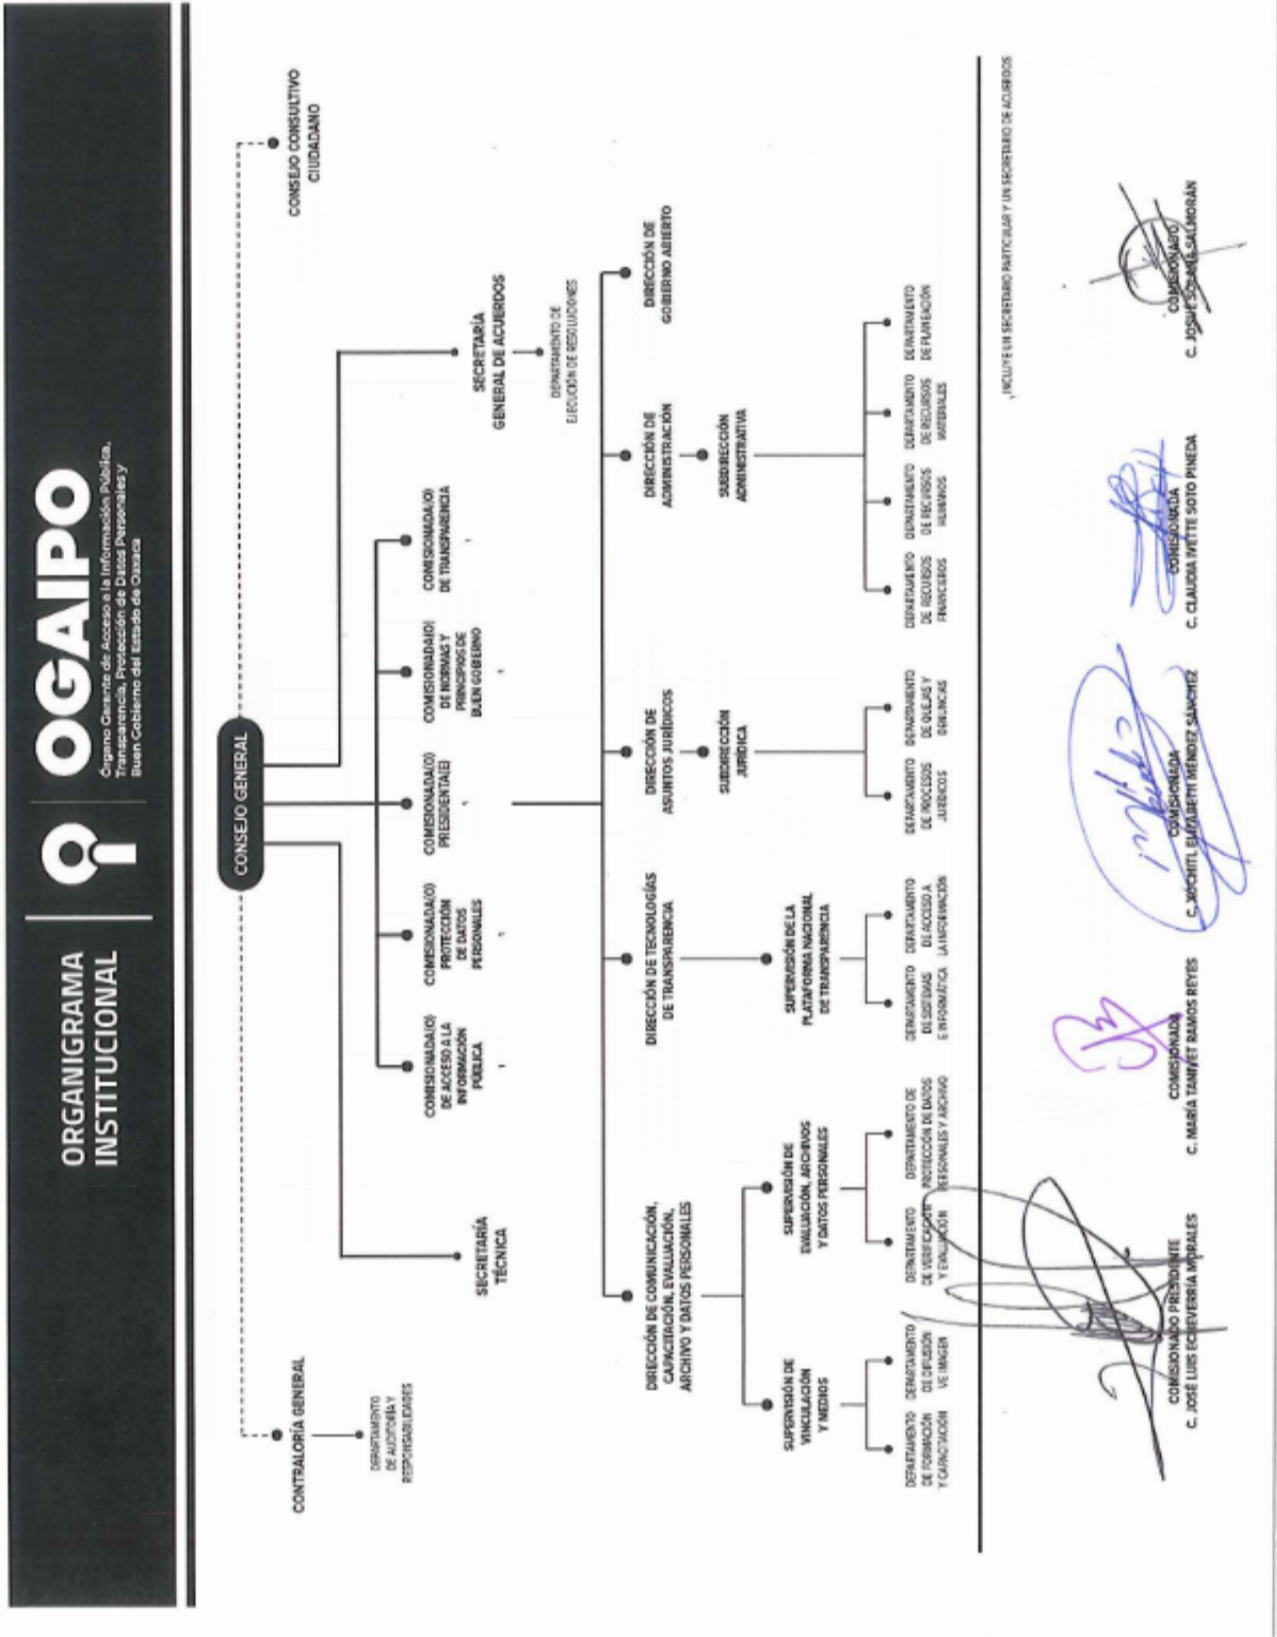 ORGANIGRAMA
INSTITUCIONAL
OGAIPO
Órgano Garante de Acceso a la Información Pública,
Transparencia, Protección de Datos Personales y
Buen Gobierno del Estado de Oaxaca
CONSEJO GENERAL
CONTRALORÍA GENERAL
DEPARTAMENTO
DE AUDITORÍA Y
RESPONSABILIDADES
CONSEJO CONSULTIVO
CIUDADANO
SECRETARÍA
TÉCNICA
COMISIONADA(O)
DE ACCESO A LA
INFORMACIÓN
PÚBLICA
COMISIONADA(O)
PROTECCIÓN
DE DATOS
PERSONALES
COMISIONADA(O)
PRESIDENTA(E)
COMISIONADA(O)
DE NORMAS Y
PRINCIPIOS DE
BUEN GOBIERNO
COMISIONADA(O)
DE TRANSPARENCIA
SECRETARÍA
GENERAL DE ACUERDOS
DEPARTAMENTO DE
EJECUCIÓN DE RESOLUCIONES
DIRECCIÓN DE COMUNICACIÓN,
CAPACITACIÓN, EVALUACIÓN,
ARCHIVO Y DATOS PERSONALES
DIRECCIÓN DE TECNOLOGÍAS
DE TRANSPARENCIA
DIRECCIÓN DE
ASUNTOS JURÍDICOS
DIRECCIÓN DE
ADMINISTRACIÓN
DIRECCIÓN DE
GOBIERNO ABIERTO
SUPERVISIÓN DE
VINCULACIÓN
Y MEDIOS
SUPERVISIÓN DE
EVALUACIÓN, ARCHIVOS
Y DATOS PERSONALES
SUPERVISIÓN DE LA
PLATAFORMA NACIONAL
DE TRANSPARENCIA
SUBDIRECCIÓN
JURÍDICA
SUBDIRECCIÓN
ADMINISTRATIVA
DEPARTAMENTO
DE FORMACIÓN
Y CAPACITACIÓN
DEPARTAMENTO
DE DIFUSIÓN
VE IMAGEN
DEPARTAMENTO
DE VERIFICACIÓN
Y EVALUACIÓN
DEPARTAMENTO DE
PROTECCIÓN DE DATOS
PERSONALES Y ARCHIVO
DEPARTAMENTO
DE SISTEMAS
E INFORMÁTICA
DEPARTAMENTO
DE ACCESO A
LA INFORMACIÓN
DEPARTAMENTO
DE PROCESOS
JURÍDICOS
DEPARTAMENTO
DE QUEJAS Y
DENUNCIAS
DEPARTAMENTO
DE RECURSOS
FINANCIEROS
DEPARTAMENTO
DE RECURSOS
HUMANOS
DEPARTAMENTO
DE RECURSOS
MATERIALES
DEPARTAMENTO
DE PLANEACIÓN
INCLUYE UN SECRETARIO PARTICULAR Y UN SECRETARIO DE ACUERDOS
COMISIONADO PRESIDENTE
C. JOSÉ LUIS ECHEVERRÍA MORALES
COMISIONADA
C. MARÍA TANIVET RAMOS REYES
COMISIONADA
C. XÓCHITL ELIZABETH MÉNDEZ SÁNCHEZ
COMISIONADA
C. CLAUDIA IVETTE SOTO PINEDA
COMISIONADO
C. JOSUÉ SOLANA SALMORÁN